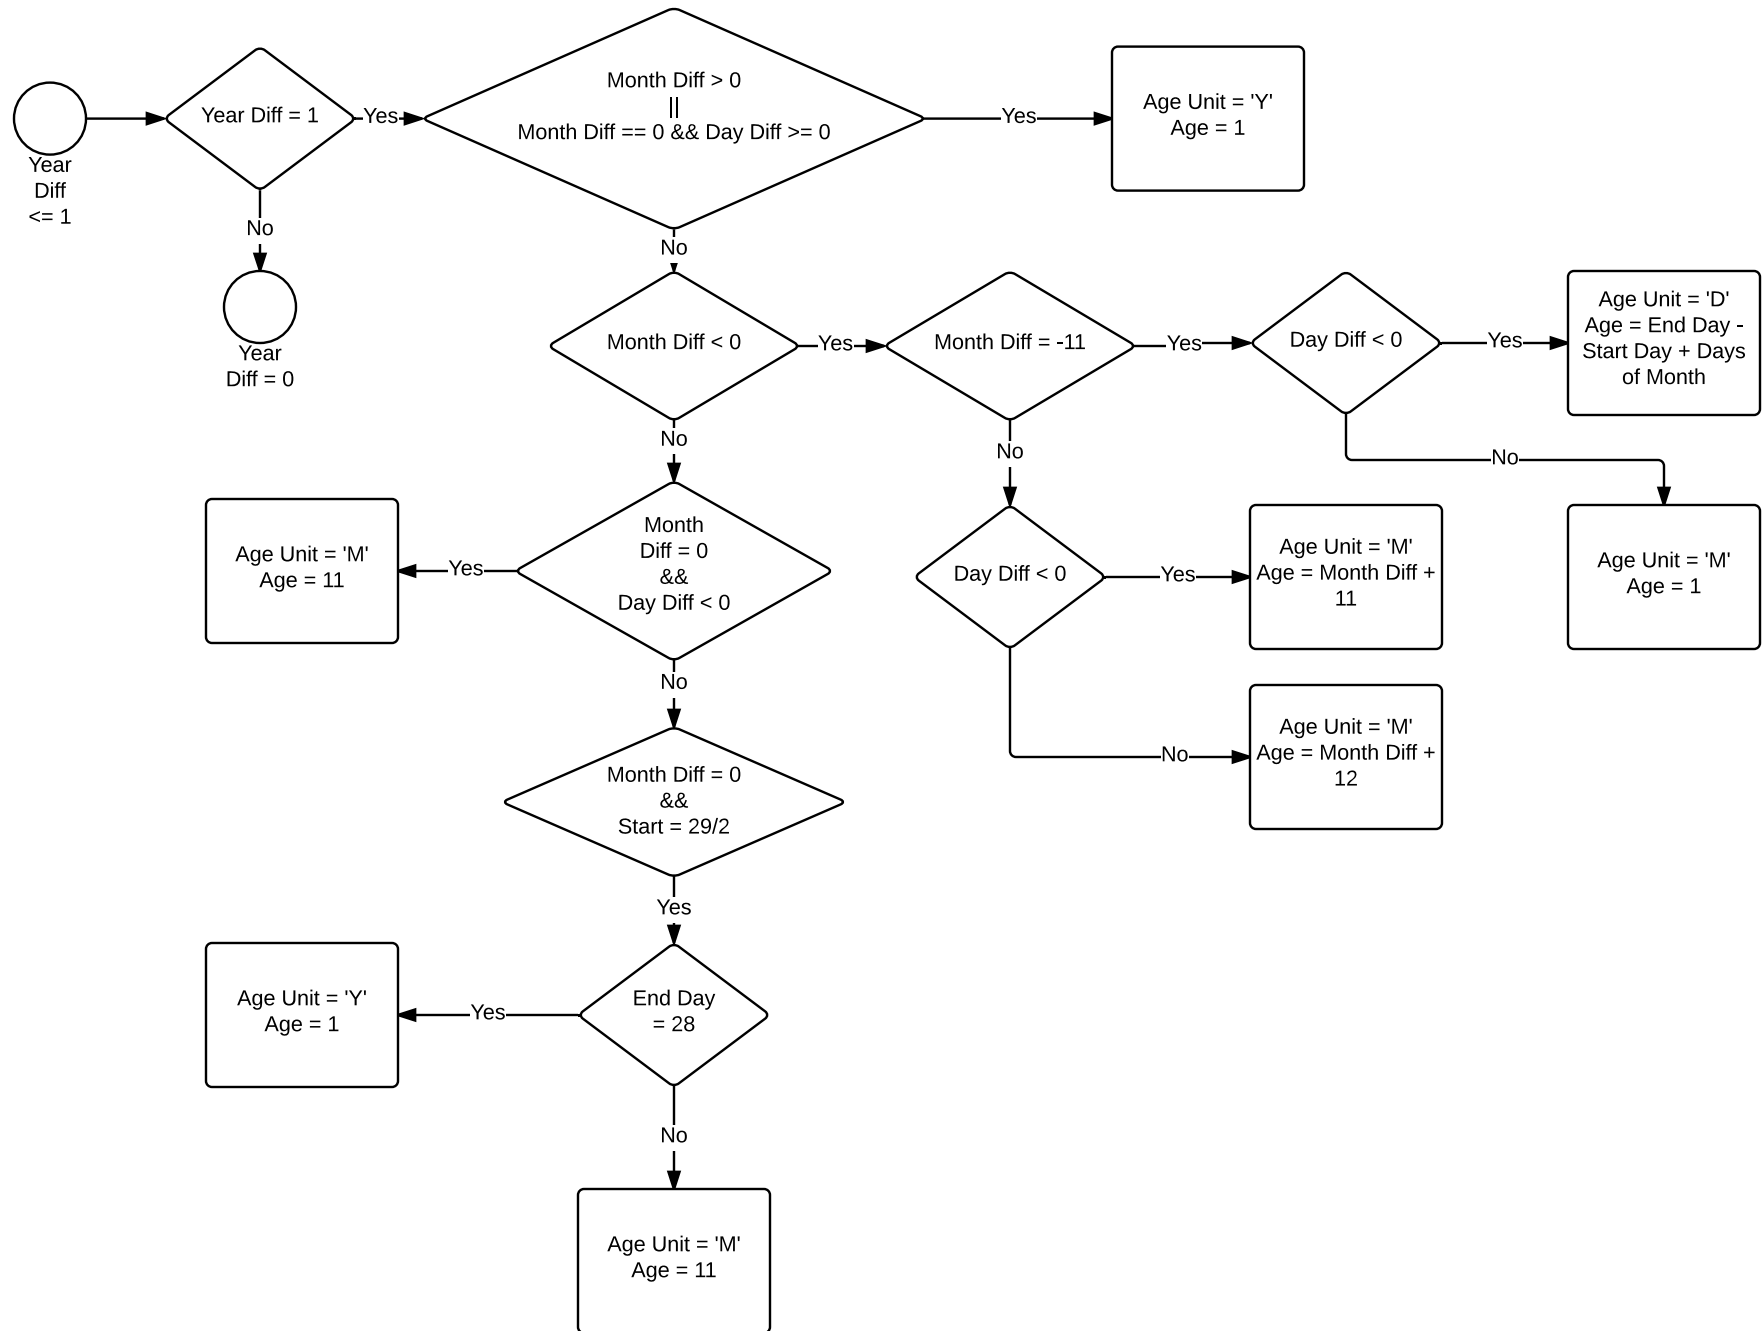 Year
Diff
<= 1
Year Diff = 1
Yes
Month Diff > 0
||
Month Diff == 0 && Day Diff >= 0
Yes
Age Unit = 'Y'
Age = 1
No
Year
Diff = 0
No
Month Diff < 0
Yes
Month Diff = -11
Yes
Day Diff < 0
Yes
Age Unit = 'D'
Age = End Day -
Start Day + Days
of Month
No
Age Unit = 'M'
Age = 1
No
Day Diff < 0
Yes
Age Unit = 'M'
Age = Month Diff +
11
No
Age Unit = 'M'
Age = Month Diff +
12
No
Month
Diff = 0
&&
Day Diff < 0
Yes
Age Unit = 'M'
Age = 11
No
Month Diff = 0
&&
Start = 29/2
Yes
End Day
= 28
Yes
Age Unit = 'Y'
Age = 1
No
Age Unit = 'M'
Age = 11